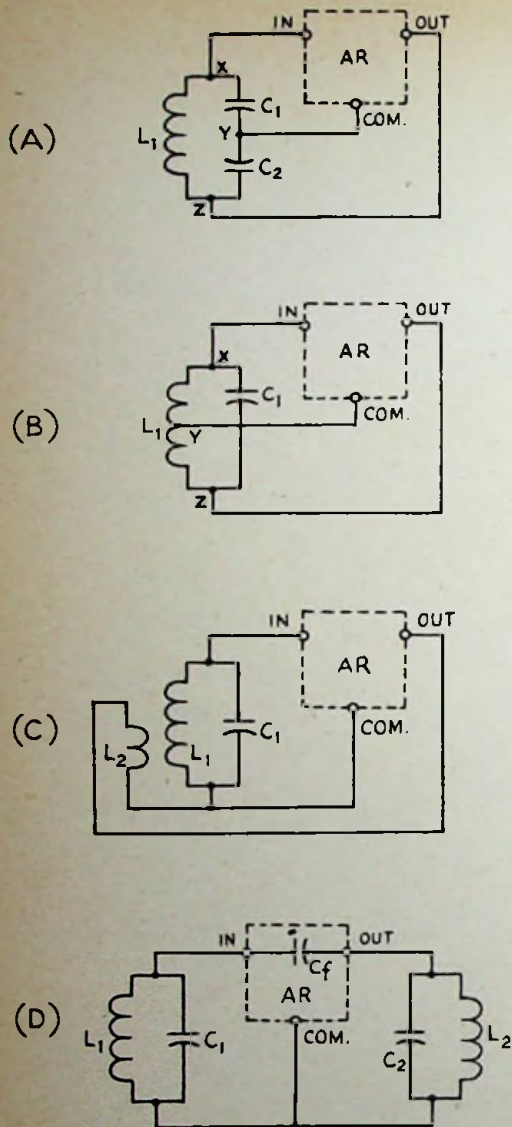 (A)
IN
OUT
AR
COM.
X
C1
L1
Y
C2
Z
(B)
IN
OUT
AR
COM.
X
C1
L1
Y
Z
(C)
IN
OUT
AR
COM.
L2
L1
C1
(D)
IN
OUT
Cf
AR
COM.
L1
C1
C2
L2